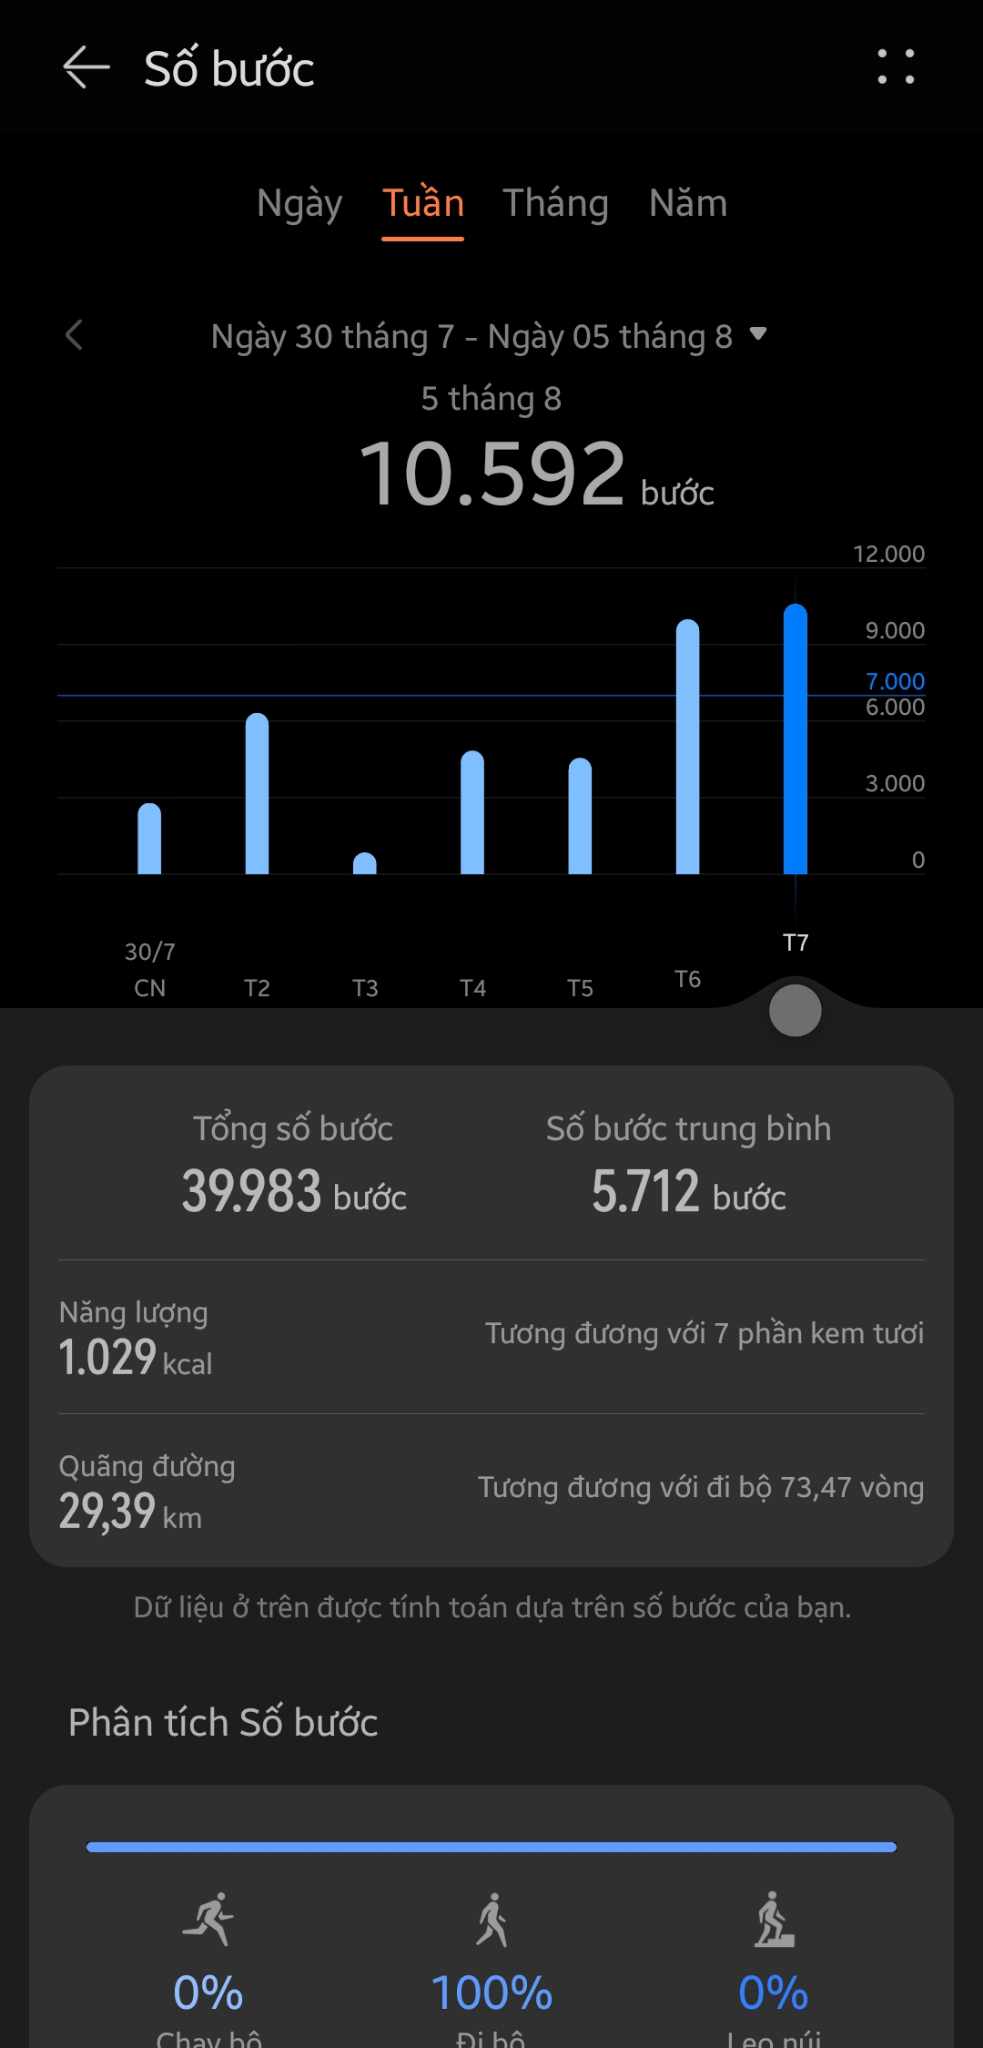 Số bước
Ngày Tuần Tháng Năm
Ngày 30 tháng 7 - Ngày 05 tháng 8
5 tháng 8
10.592 bước
12.000
9.000
7.000
6.000
3.000
0
30/7
CN T2 T3 T4 T5 T6 T7
Tổng số bước Số bước trung bình
39.983 bước 5.712 bước
Năng lượng
1.029 kcal
Tương đương với 7 phần kem tươi
Quãng đường
29,39 km
Tương đương với đi bộ 73,47 vòng
Dữ liệu ở trên được tính toán dựa trên số bước của bạn.
Phân tích Số bước
0% 100% 0%
Chạy bộ Đi bộ Leo núi